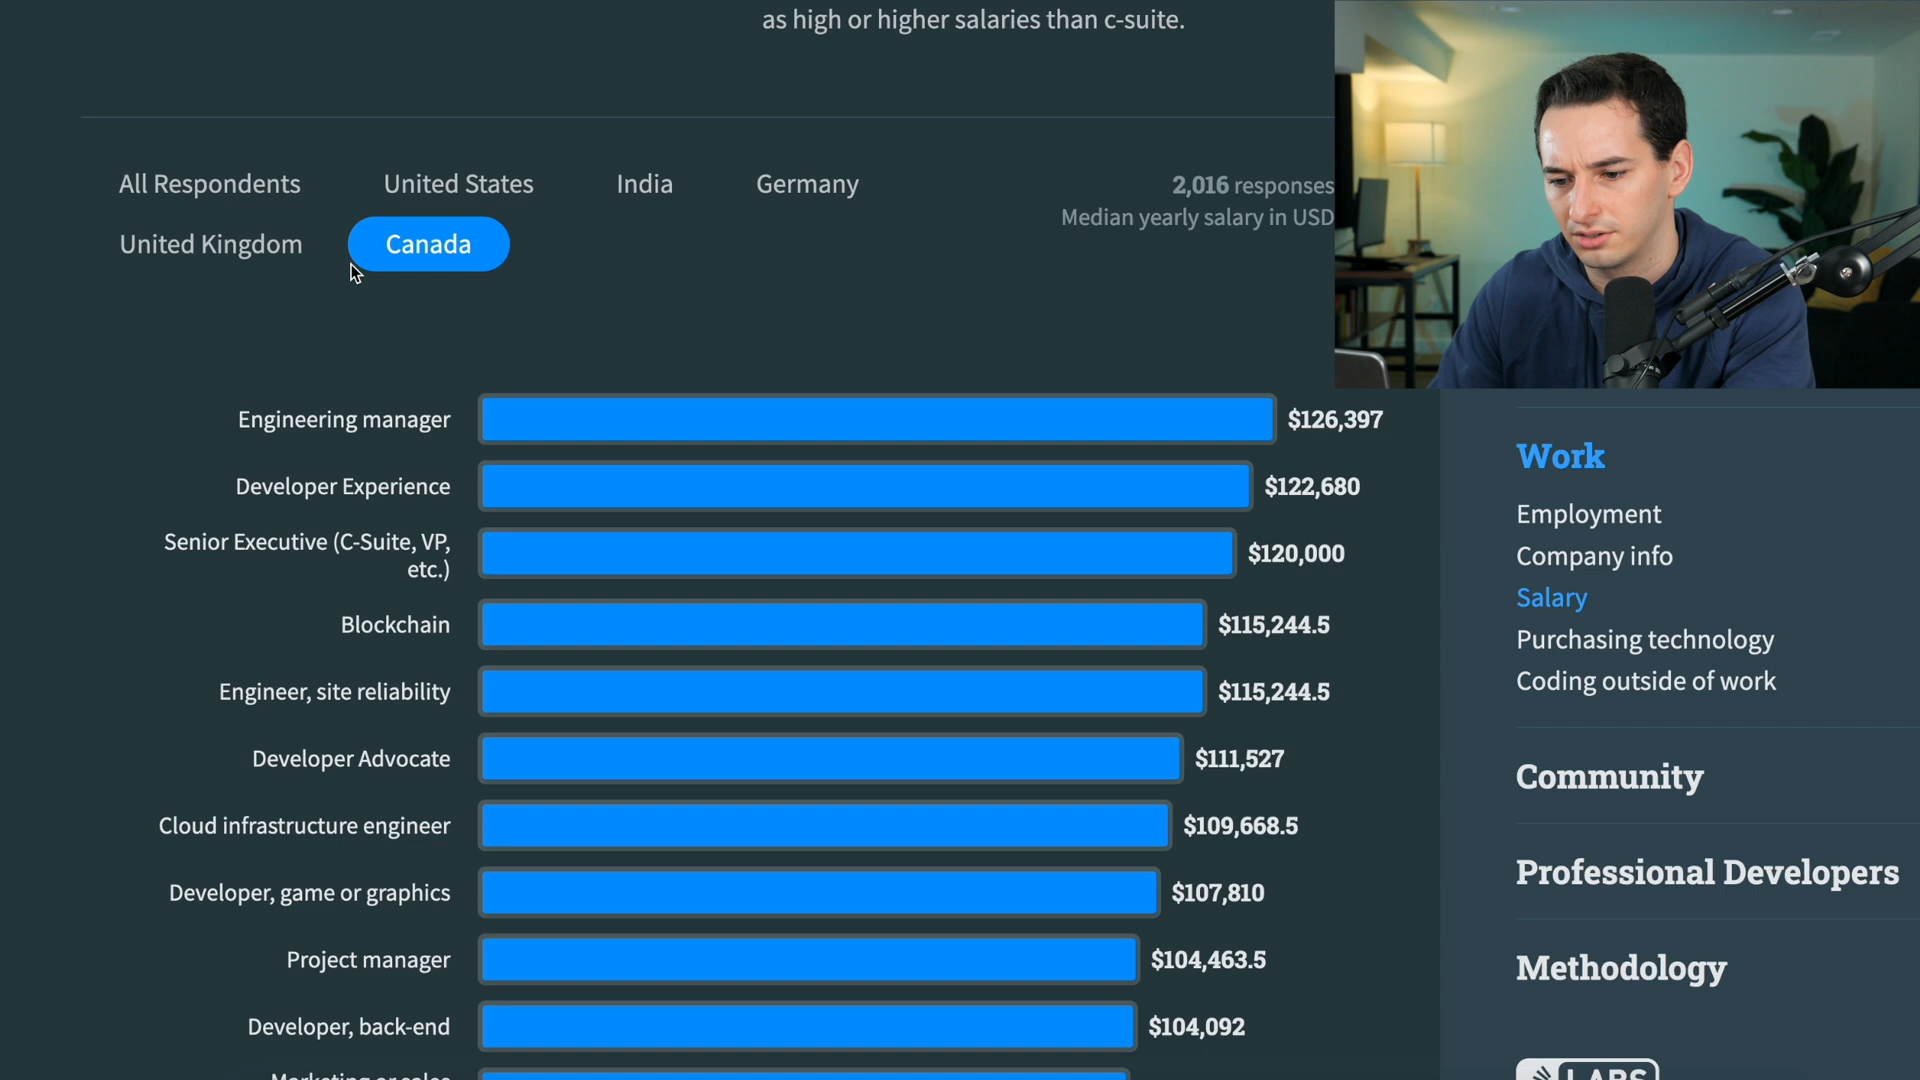 as high or higher salaries than c-suite.
All Respondents
United States
India
Germany
2,016 responses
Median yearly salary in USD
United Kingdom
Canada
Engineering manager
$126,397
Developer Experience
$122,680
Senior Executive (C-Suite, VP,
etc.)
$120,000
Blockchain
$115,244.5
Engineer, site reliability
$115,244.5
Developer Advocate
$111,527
Cloud infrastructure engineer
$109,668.5
Developer, game or graphics
$107,810
Project manager
$104,463.5
Developer, back-end
$104,092
Marketing or sales
Work
Employment
Company info
Salary
Purchasing technology
Coding outside of work
Community
Professional Developers
Methodology
LABS